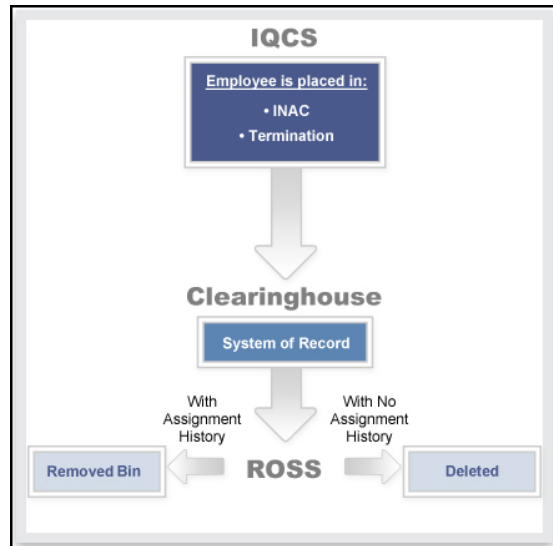 IQCS
Employee is placed in:
• INAC
• Termination
Clearinghouse
System of Record
With
Assignment
History
With No
Assignment
History
Removed Bin
ROSS
Deleted